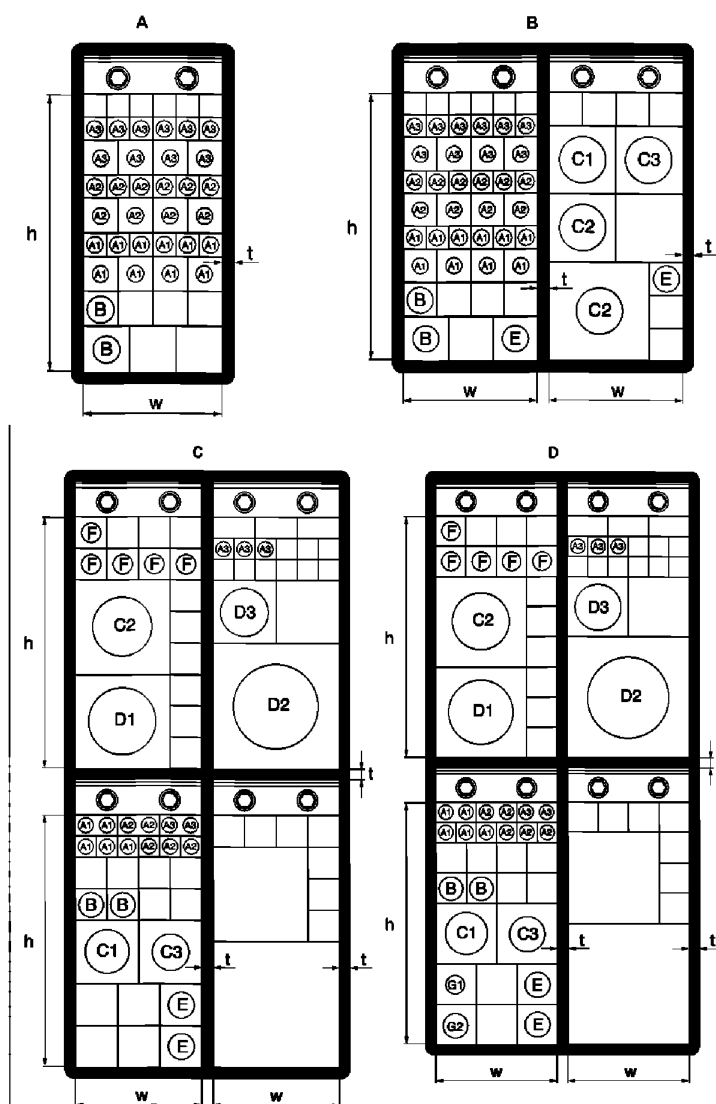 A
B
A3 A3 A3 A3 A3 A3
A3 A3 A3 A3
A2 A2 A2 A2 A2 A2
A2 A2 A2 A2
A1 A1 A1 A1 A1 A1
A1 A1 A1 A1
B
B
h
t
w
A3 A3 A3 A3 A3 A3
A3 A3 A3 A3
A2 A2 A2 A2 A2 A2
A2 A2 A2 A2
A1 A1 A1 A1 A1 A1
A1 A1 A1 A1
B
B E
C1 C3
C2
C2 E
h
t
t
w
w
C
D
F
F F F F
C2
D1
A3 A3 A3
D3
D2
h
t
A1 A1 A2 A2 A3 A3
A1 A1 A1 A2 A2 A2
B B
C1 C3
E
E
h
t
t
w
w
F
F F F F
C2
D1
A3 A3 A3
D3
D2
h
t
A1 A1 A2 A2 A3 A3
A1 A1 A1 A2 A2 A2
B B
C1 C3
G1 E
G2 E
h
t
t
w
w